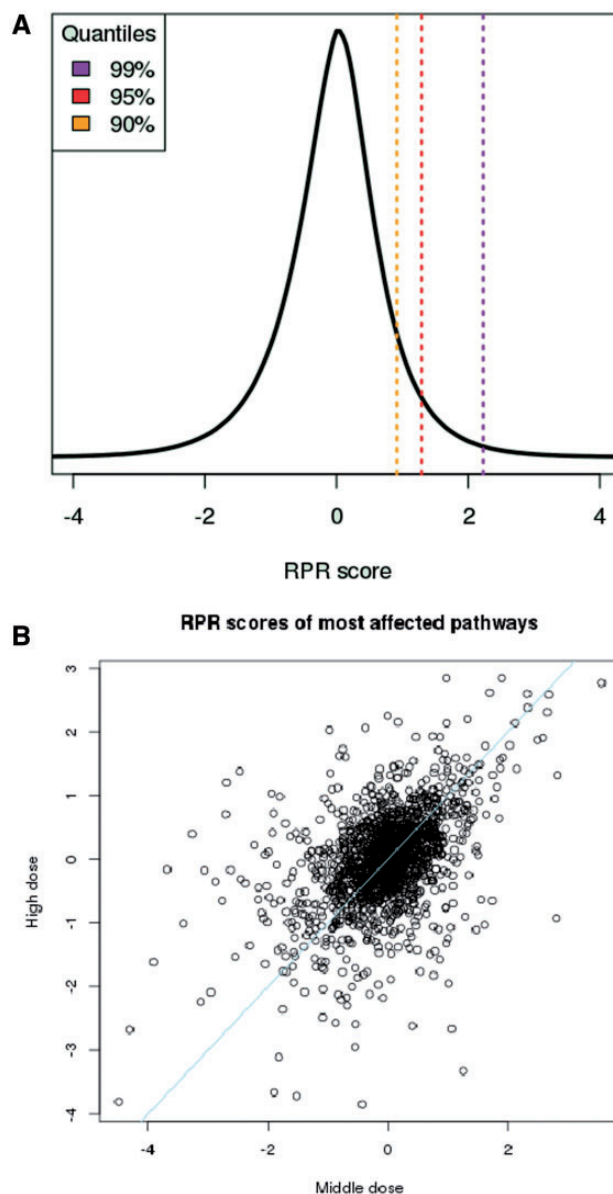 A
Quantiles
99%
95%
90%
-4 -2 0 2 4
RPR score
B
RPR scores of most affected pathways
3
2
1
0
-1
-2
-3
-4
High dose
-4 -2 0 2
Middle dose